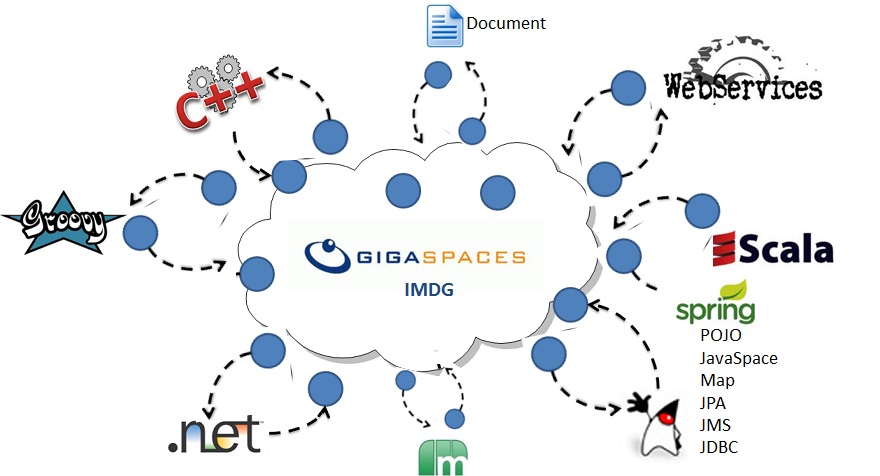 Document
C++
WebServices
Groovy
Scala
GIGASPACES
IMDG
spring
POJO
JavaSpace
Map
JPA
JMS
JDBC
.net
m